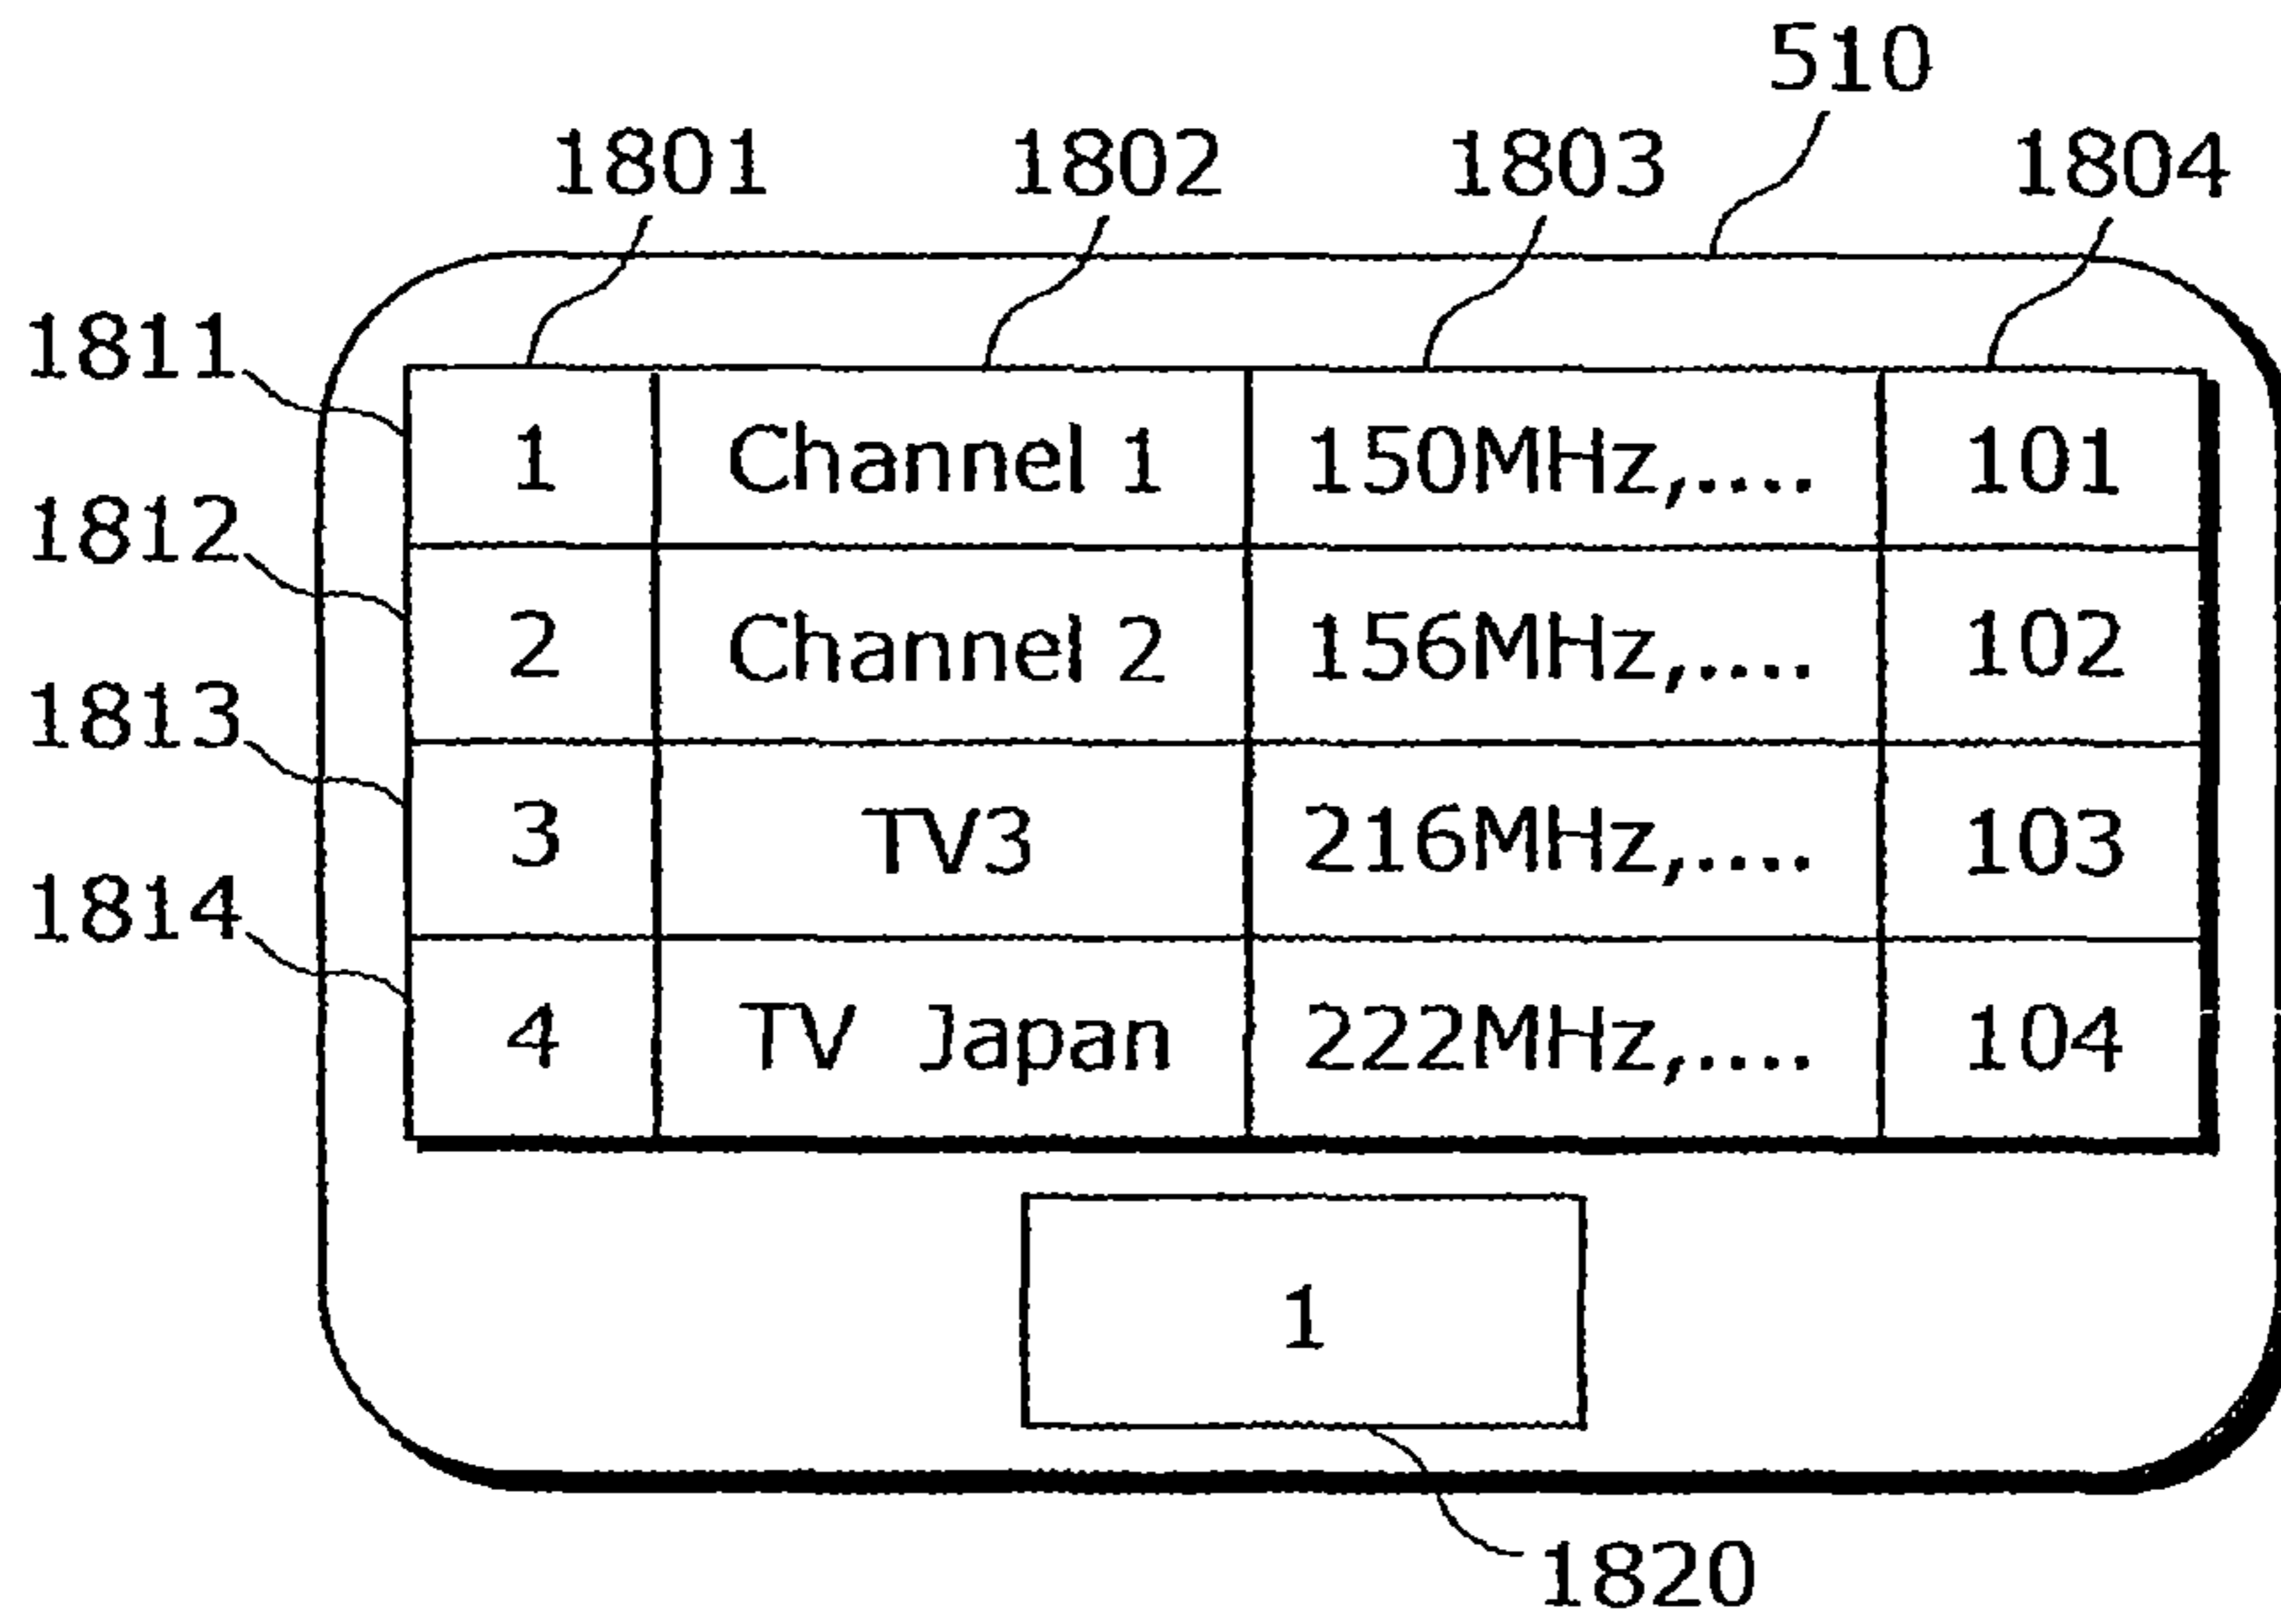 510
1801 1802 1803 1804
1811 1 Channel 1 150MHz,.... 101
1812 2 Channel 2 156MHz,.... 102
1813 3 TV3 216MHz,.... 103
1814 4 TV Japan 222MHz,.... 104
1
1820